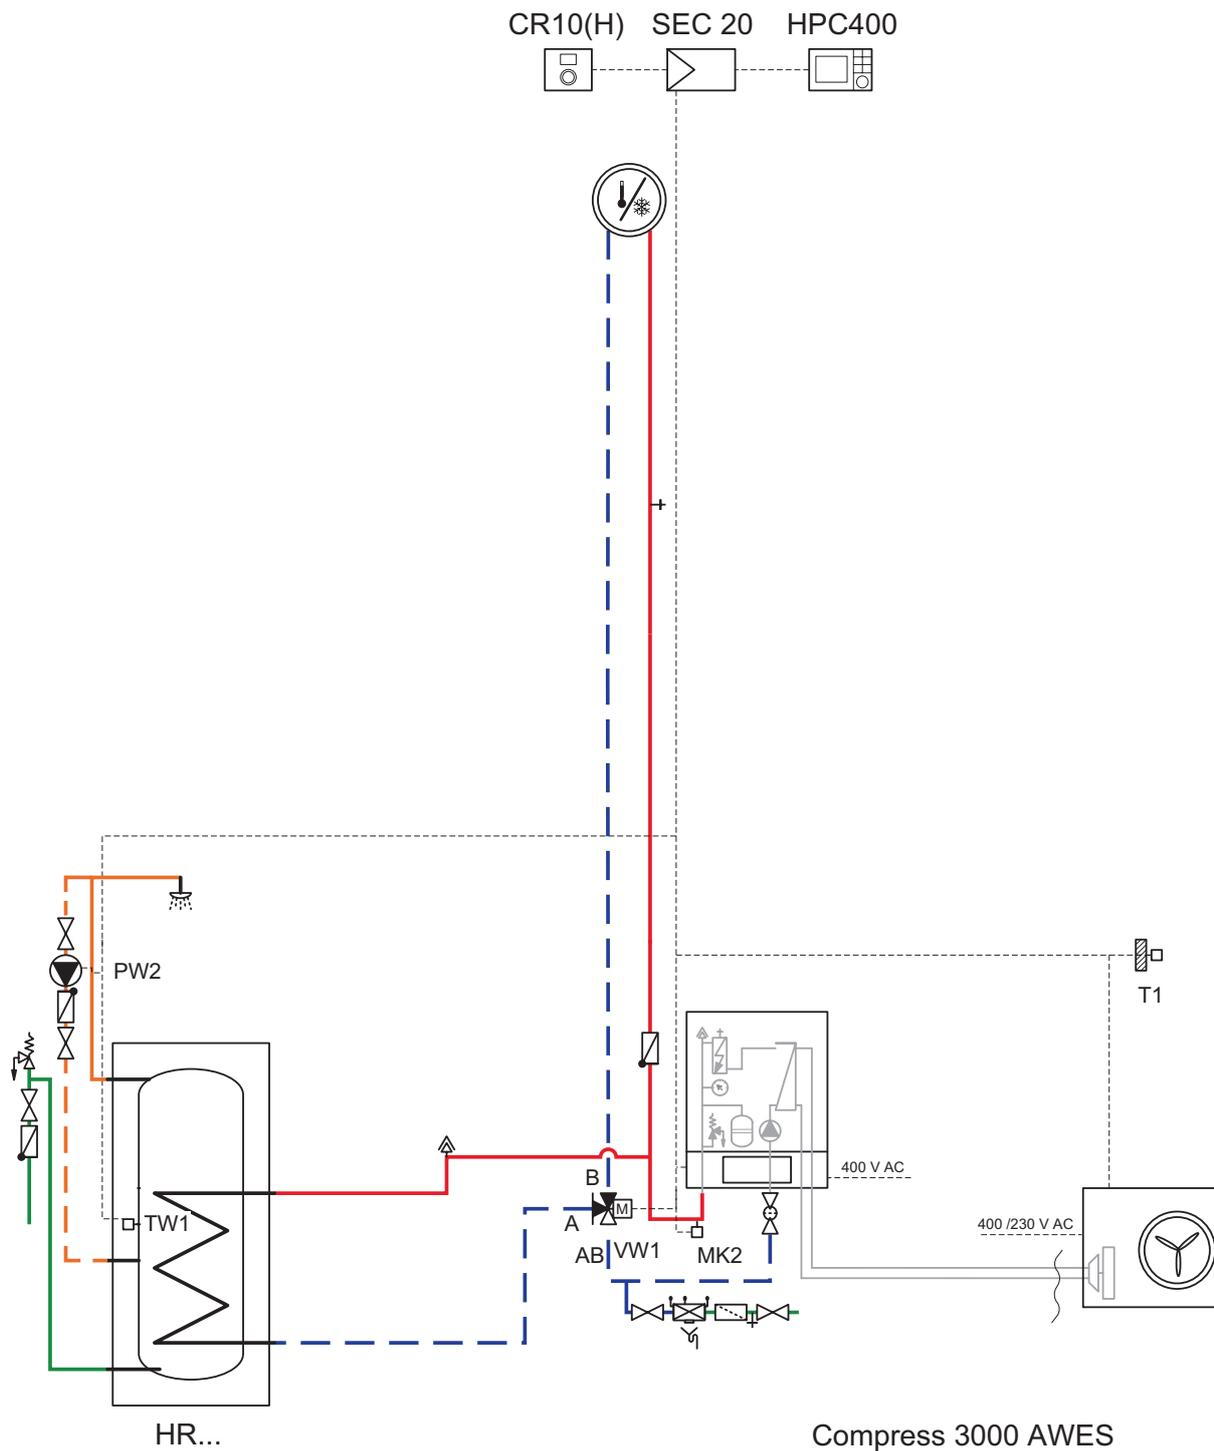 CR10(H) SEC 20 HPC400
PW2
T1
400 V AC
B
M
A
TW1
AB
VW1
MK2
400 /230 V AC
HR...
Compress 3000 AWES